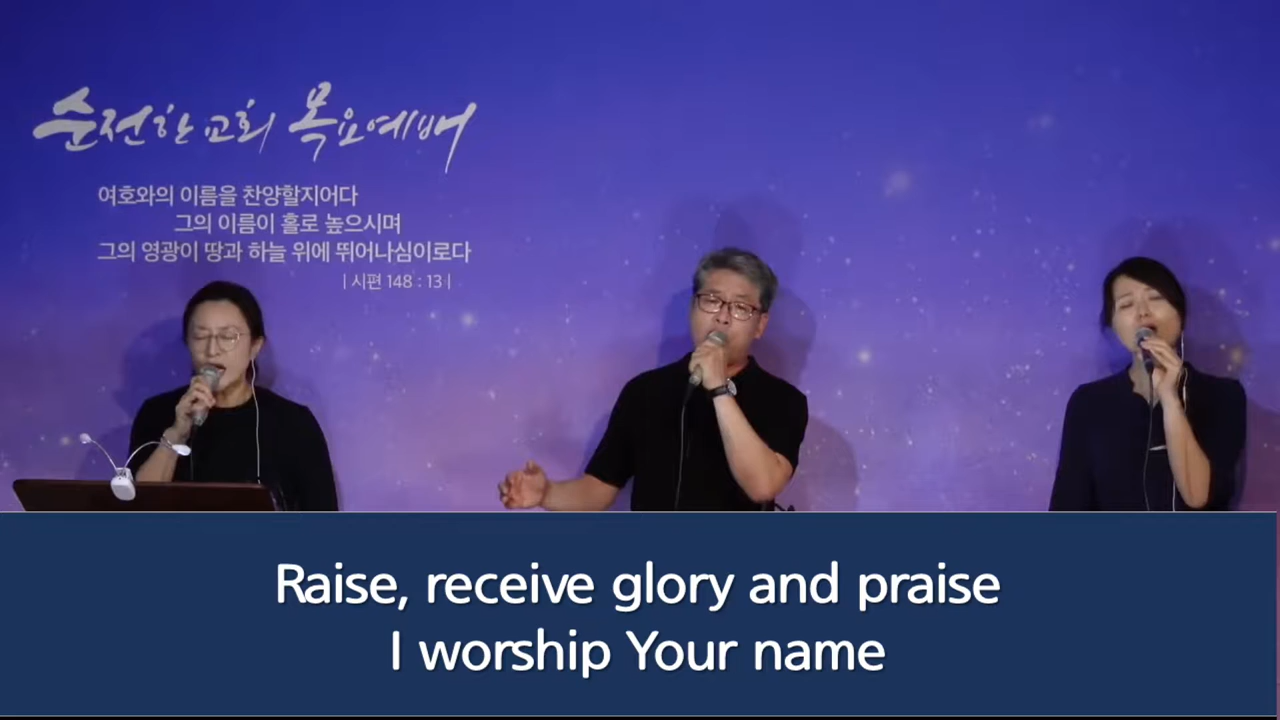 순전한 교회 목요예배
여호와의 이름을 찬양할지어다
그의 이름이 홀로 높으시며
그의 영광이 땅과 하늘 위에 뛰어나심이로다
| 시편 148 : 13 |
Raise, receive glory and praise
I worship Your name